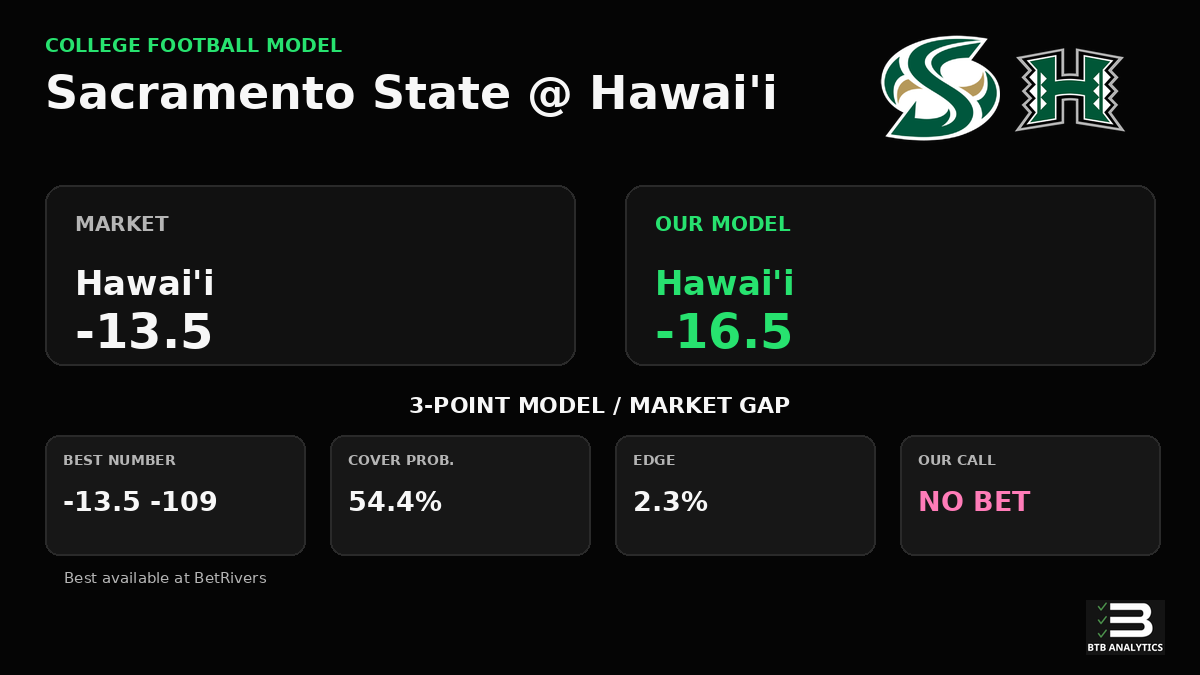 COLLEGE FOOTBALL MODEL
Sacramento State @ Hawai'i
S
H
MARKET
Hawai'i
-13.5
OUR MODEL
Hawai'i
-16.5
3-POINT MODEL / MARKET GAP
BEST NUMBER
-13.5 -109
COVER PROB.
54.4%
EDGE
2.3%
OUR CALL
NO BET
Best available at BetRivers
B
BTB ANALYTICS